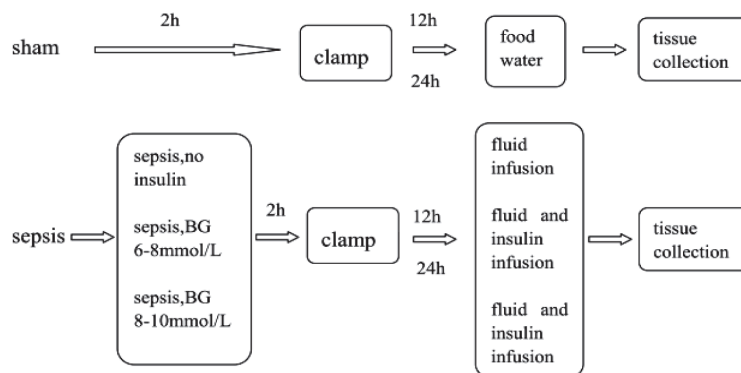 sham
2h
clamp
12h
24h
food
water
tissue
collection
sepsis
sepsis,no
insulin
sepsis,BG
6-8mmol/L
sepsis,BG
8-10mmol/L
2h
clamp
12h
24h
fluid
infusion
fluid and
insulin
infusion
fluid and
insulin
infusion
tissue
collection